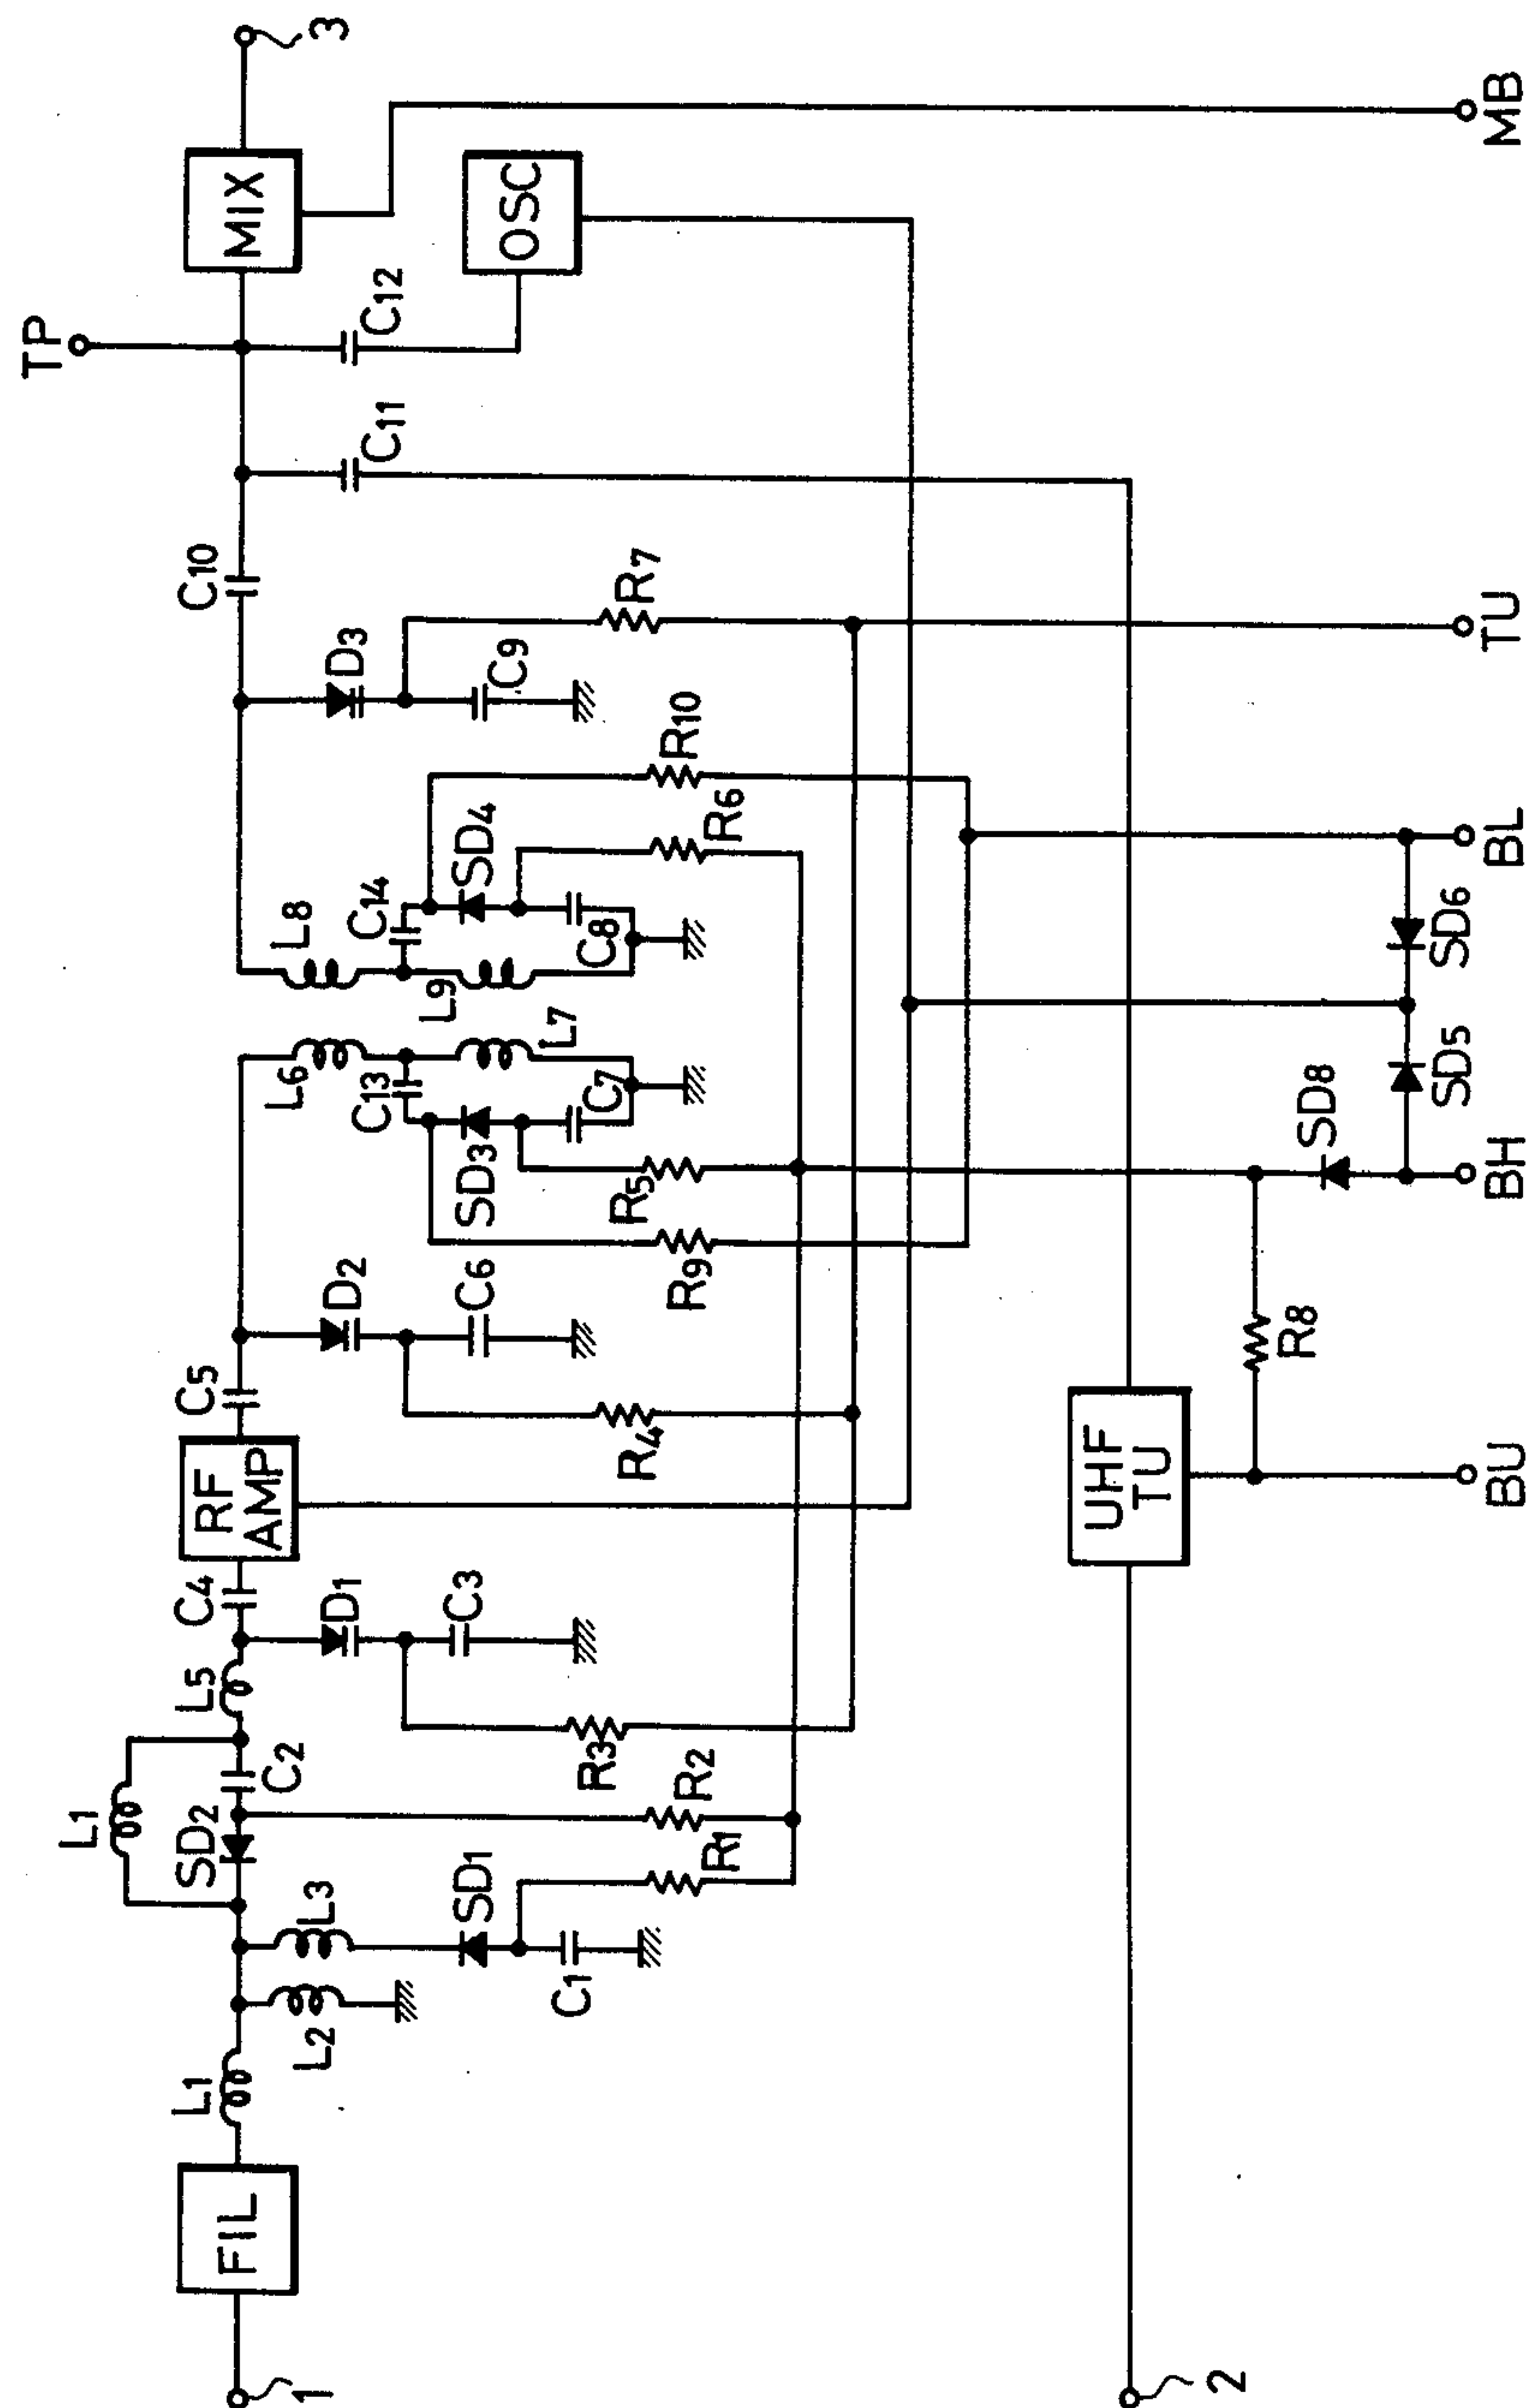 TP
3
MIX
OSC
C12
C11
C10
D3
C9
R7
R10
R6
SD4
C14
L8
L9
C8
L6
L7
C13
C7
SD3
R5
R9
D2
C6
C5
R4
RF
AMP
C4
D1
C3
L5
R3
L1
C2
SD2
R2
R1
L3
SD1
C1
L2
L1
FIL
1
MB
TU
BL
SD6
SD5
SD8
BH
R8
UHF
TU
BU
2